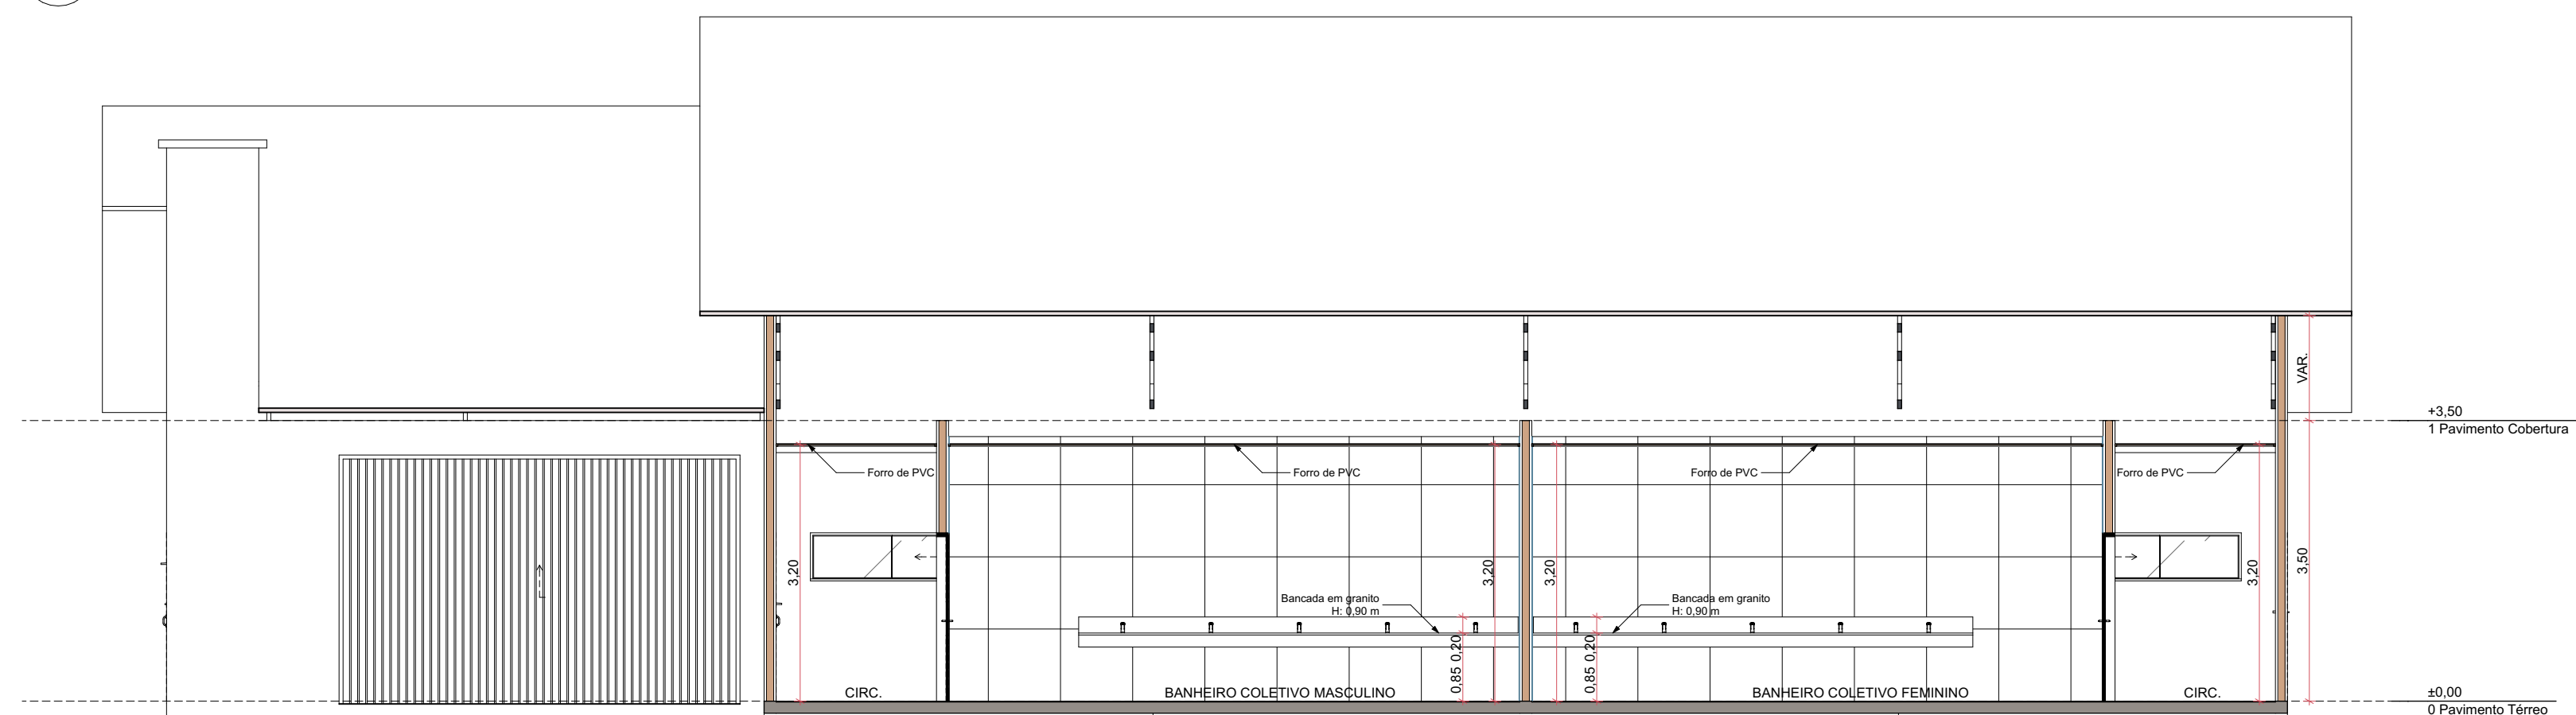 VAR.
+3,50
1 Pavimento Cobertura
Forro de PVC
Forro de PVC
Forro de PVC
Forro de PVC
3,20
3,20
3,20
3,20
3,50
Bancada em granito
H: 0,90 m
Bancada em granito
H: 0,90 m
0,85 0,20
0,85 0,20
CIRC.
BANHEIRO COLETIVO MASCULINO
BANHEIRO COLETIVO FEMININO
CIRC.
±0,00
0 Pavimento Térreo